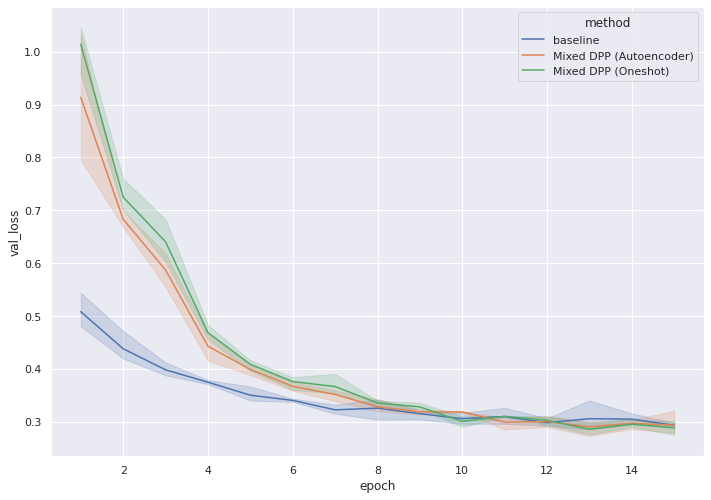 method
baseline
Mixed DPP (Autoencoder)
Mixed DPP (Oneshot)
val_loss
1.0
0.9
0.8
0.7
0.6
0.5
0.4
0.3
2 4 6 8 10 12 14
epoch